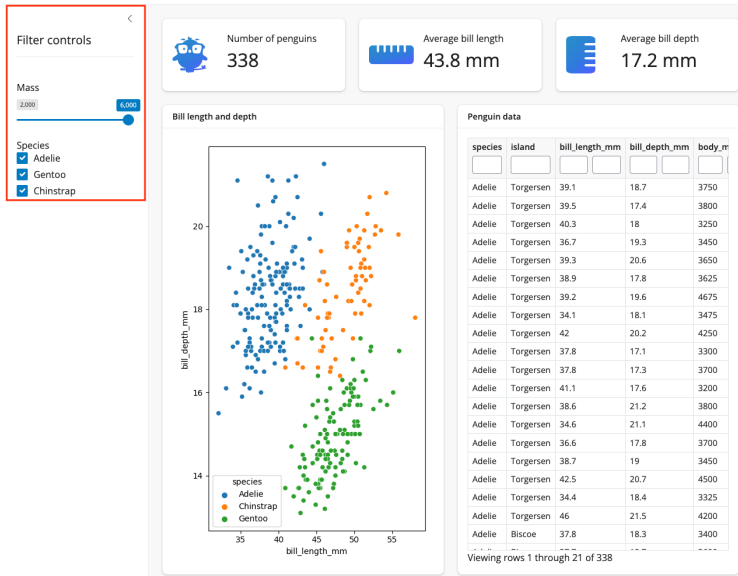 Filter controls
Mass
2,000 6,000
Species
Adelie
Gentoo
Chinstrap
Number of penguins
338
Average bill length
43.8 mm
Average bill depth
17.2 mm
Bill length and depth
20
18
16
14
bill_depth_mm
species
Adelie
Chinstrap
Gentoo
35 40 45 50 55
bill_length_mm
Penguin data
species island bill_length_mm bill_depth_mm body_m
Adelie Torgersen 39.1 18.7 3750
Adelie Torgersen 39.5 17.4 3800
Adelie Torgersen 40.3 18 3250
Adelie Torgersen 36.7 19.3 3450
Adelie Torgersen 39.3 20.6 3650
Adelie Torgersen 38.9 17.8 3625
Adelie Torgersen 39.2 19.6 4675
Adelie Torgersen 34.1 18.1 3475
Adelie Torgersen 42 20.2 4250
Adelie Torgersen 37.8 17.1 3300
Adelie Torgersen 37.8 17.3 3700
Adelie Torgersen 41.1 17.6 3200
Adelie Torgersen 38.6 21.2 3800
Adelie Torgersen 34.6 21.1 4400
Adelie Torgersen 36.6 17.8 3700
Adelie Torgersen 38.7 19 3450
Adelie Torgersen 42.5 20.7 4500
Adelie Torgersen 34.4 18.4 3325
Adelie Torgersen 46 21.5 4200
Adelie Biscoe 37.8 18.3 3400
Viewing rows 1 through 21 of 338